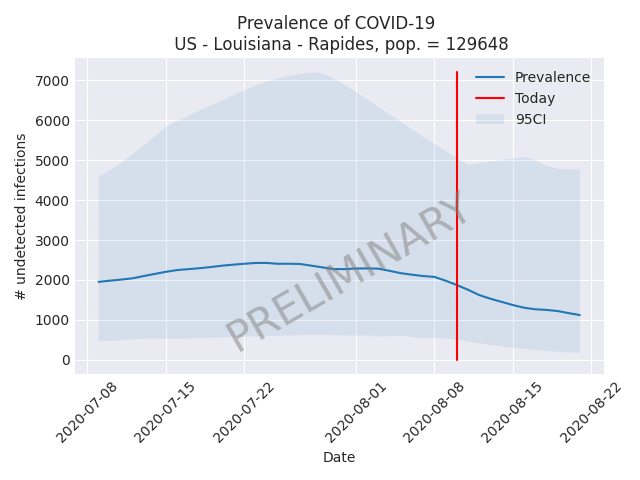 Prevalence of COVID-19
US - Louisiana - Rapides, pop. = 129648
# undetected infections
7000
6000
5000
4000
3000
2000
1000
0
Prevalence
Today
95CI
PRELIMINARY
2020-07-08
2020-07-15
2020-07-22
2020-08-01
2020-08-08
2020-08-15
2020-08-22
Date